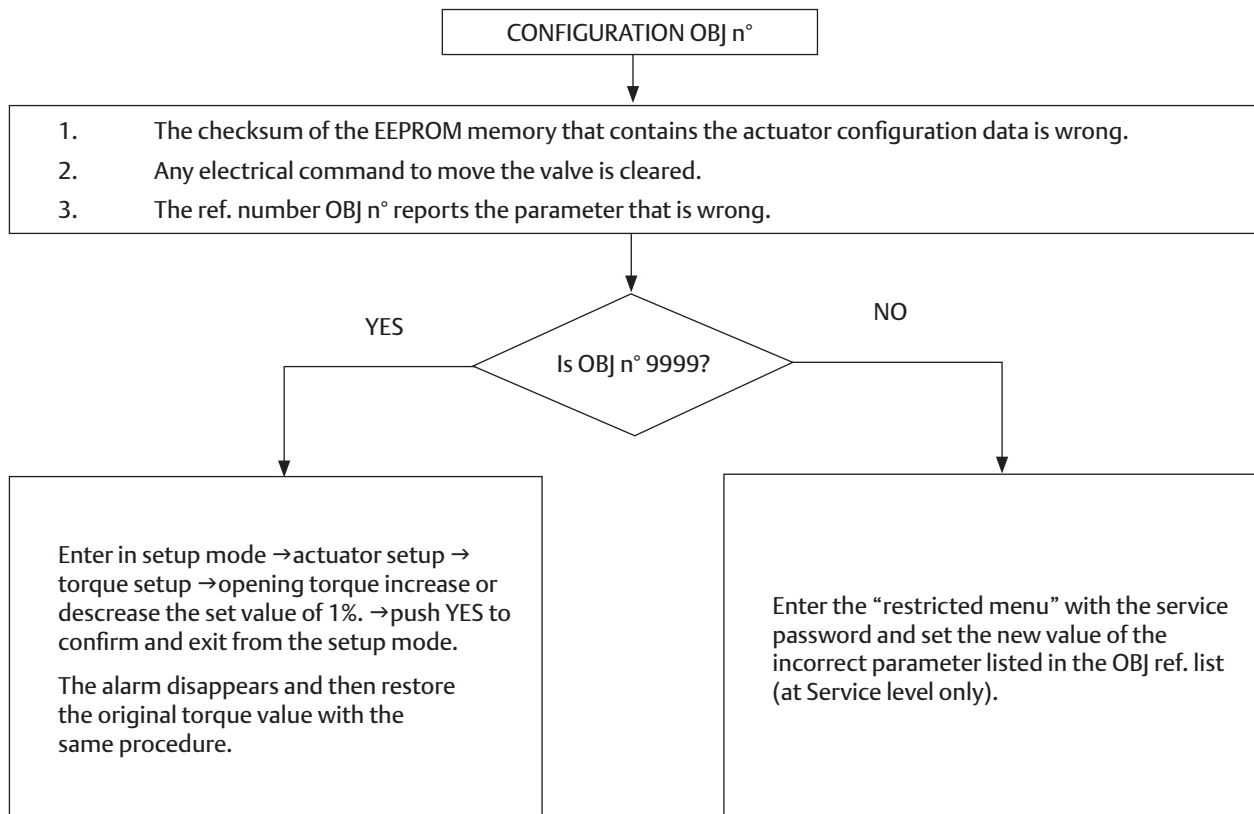 CONFIGURATION OBJ n°
1. The checksum of the EEPROM memory that contains the actuator configuration data is wrong.
2. Any electrical command to move the valve is cleared.
3. The ref. number OBJ n° reports the parameter that is wrong.
YES
NO
Is OBJ n° 9999?
Enter in setup mode →actuator setup →
torque setup →opening torque increase or
descrease the set value of 1%. →push YES to
confirm and exit from the setup mode.
The alarm disappears and then restore
the original torque value with the
same procedure.
Enter the “restricted menu” with the service
password and set the new value of the
incorrect parameter listed in the OBJ ref. list
(at Service level only).